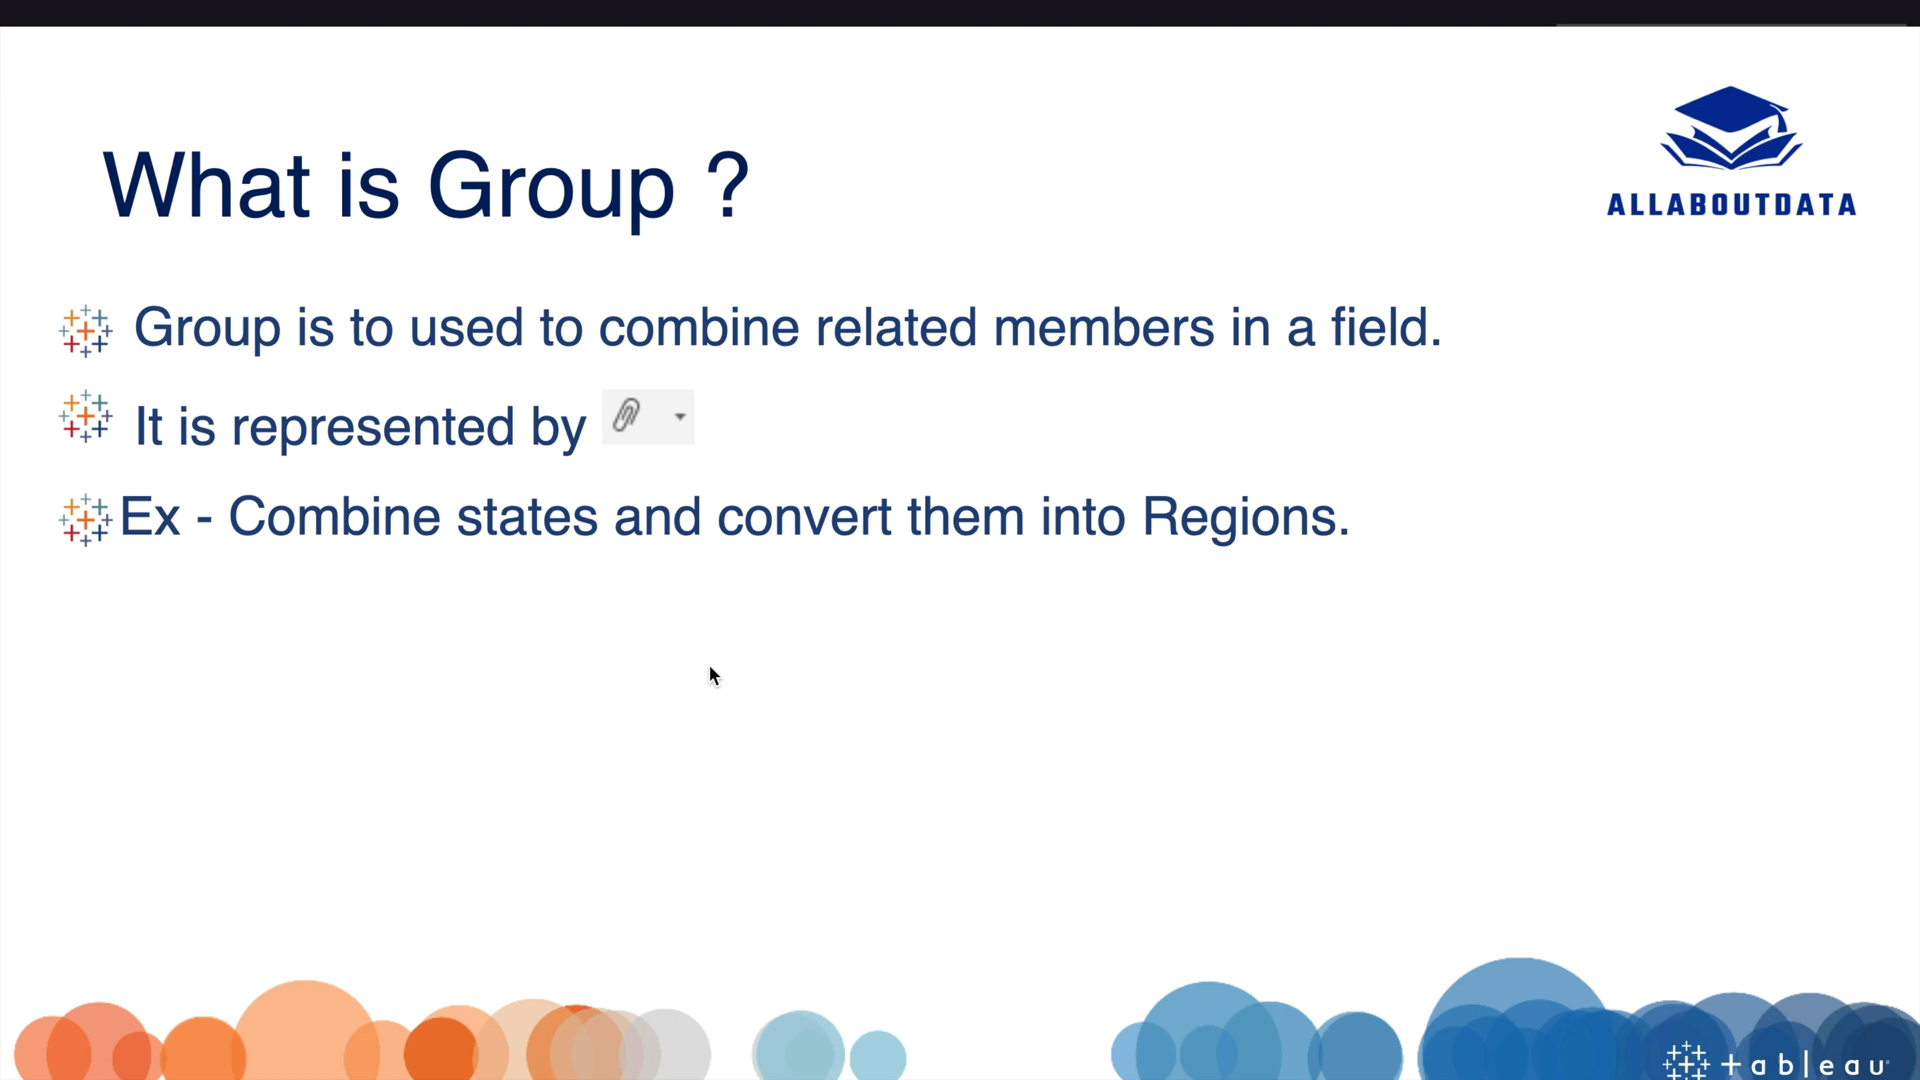 What is Group ?
ALLABOUTDATA
Group is to used to combine related members in a field.
It is represented by
Ex - Combine states and convert them into Regions.
+ableau